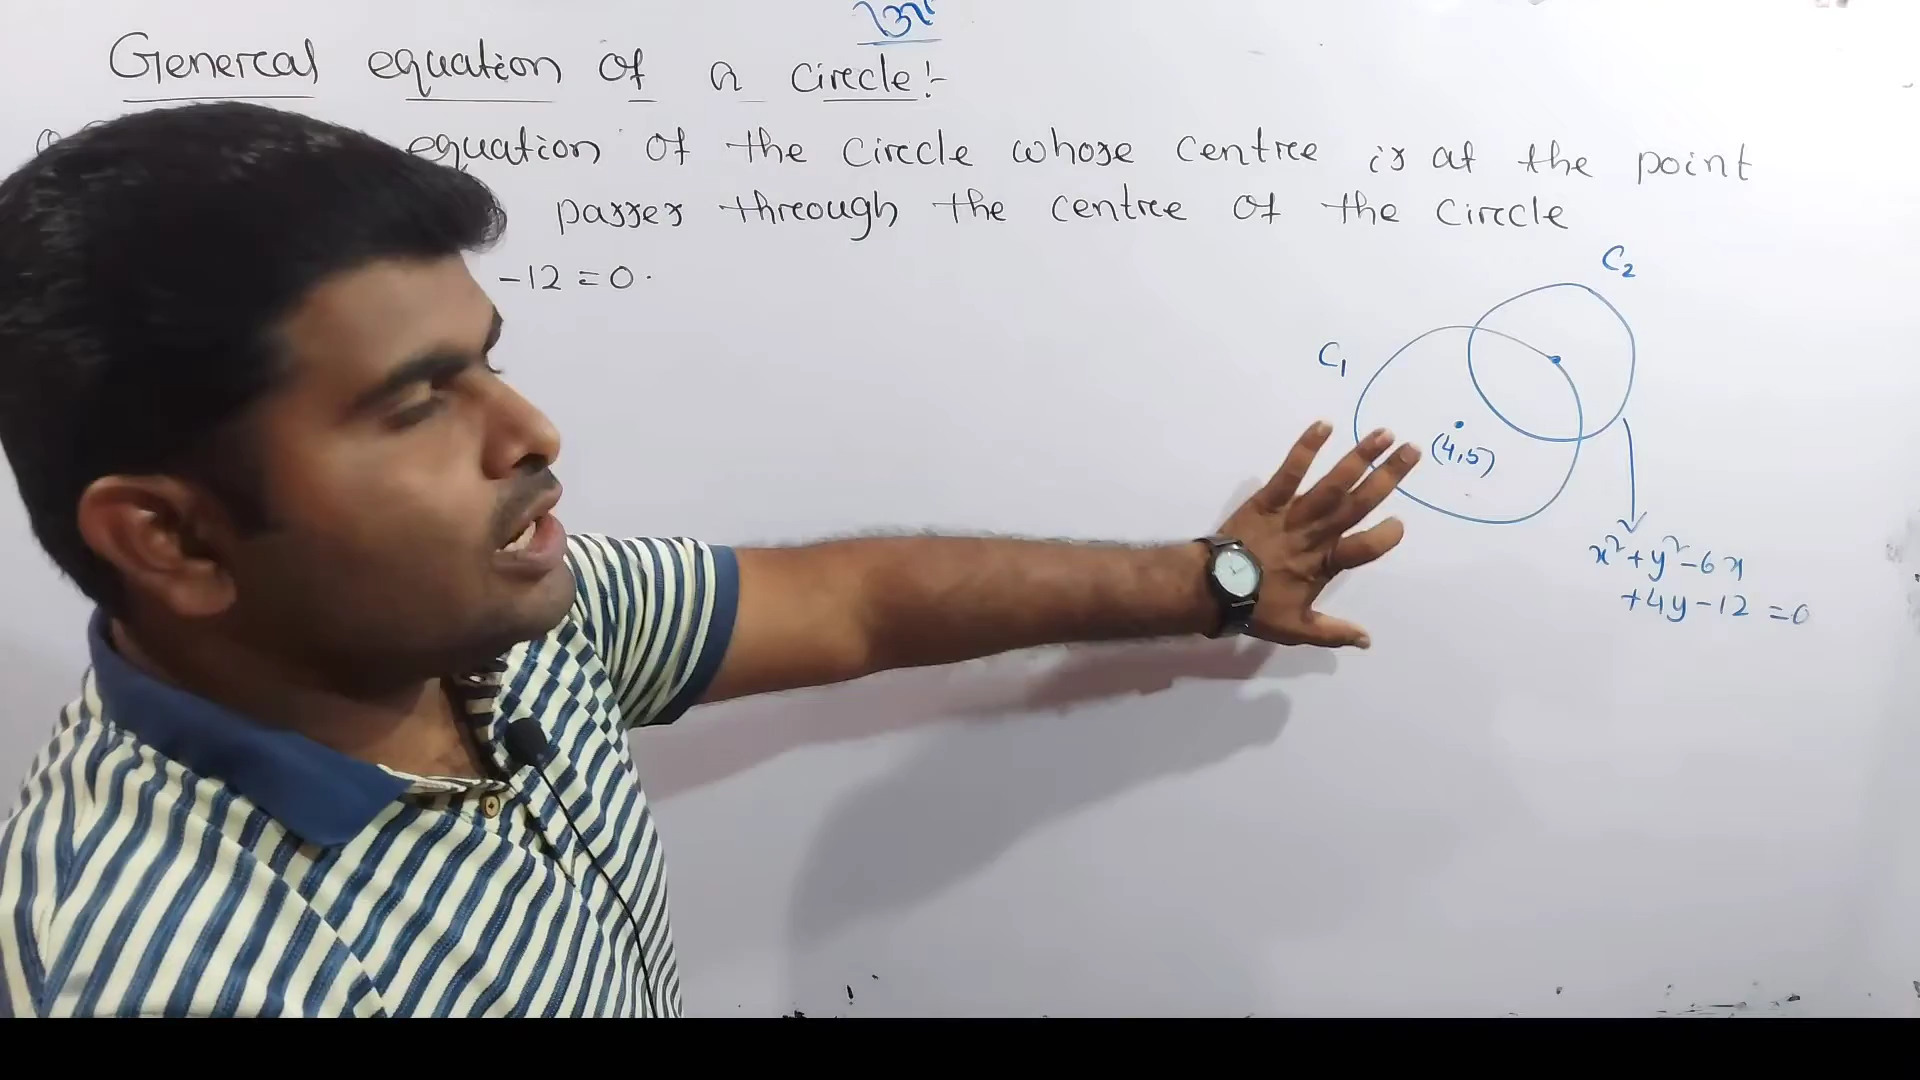 General equation of a circle:-
equation of the circle whose centre is at the point
passes through the centre of the circle
-12 = 0.
C₂
C₁
(4,5)
x²+y²-6x
+4y-12 = 0